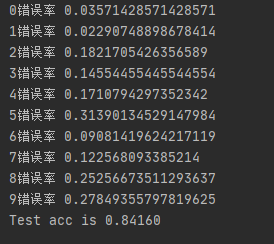 0错误率 0.03571428571428571
1错误率 0.02290748898678414
2错误率 0.1821705426356589
3错误率 0.14554455445544554
4错误率 0.1710794297352342
5错误率 0.31390134529147984
6错误率 0.09081419624217119
7错误率 0.122568093385214
8错误率 0.25256673511293637
9错误率 0.27849355797819625
Test acc is 0.84160